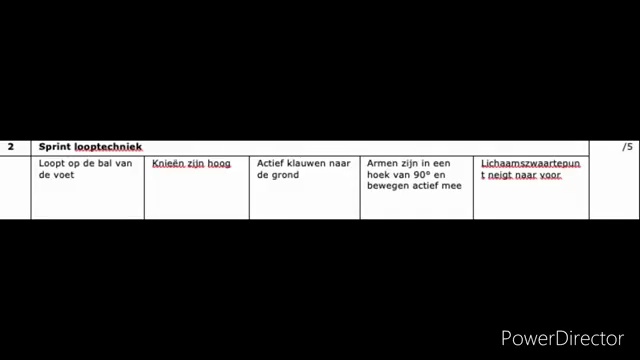 2 Sprint looptechniek /5
Loopt op de bal van
de voet
Knieën zijn hoog
Actief klauwen naar
de grond
Armen zijn in een
hoek van 90° en
bewegen actief mee
Lichaamszwaartepun
t neigt naar voor
PowerDirector